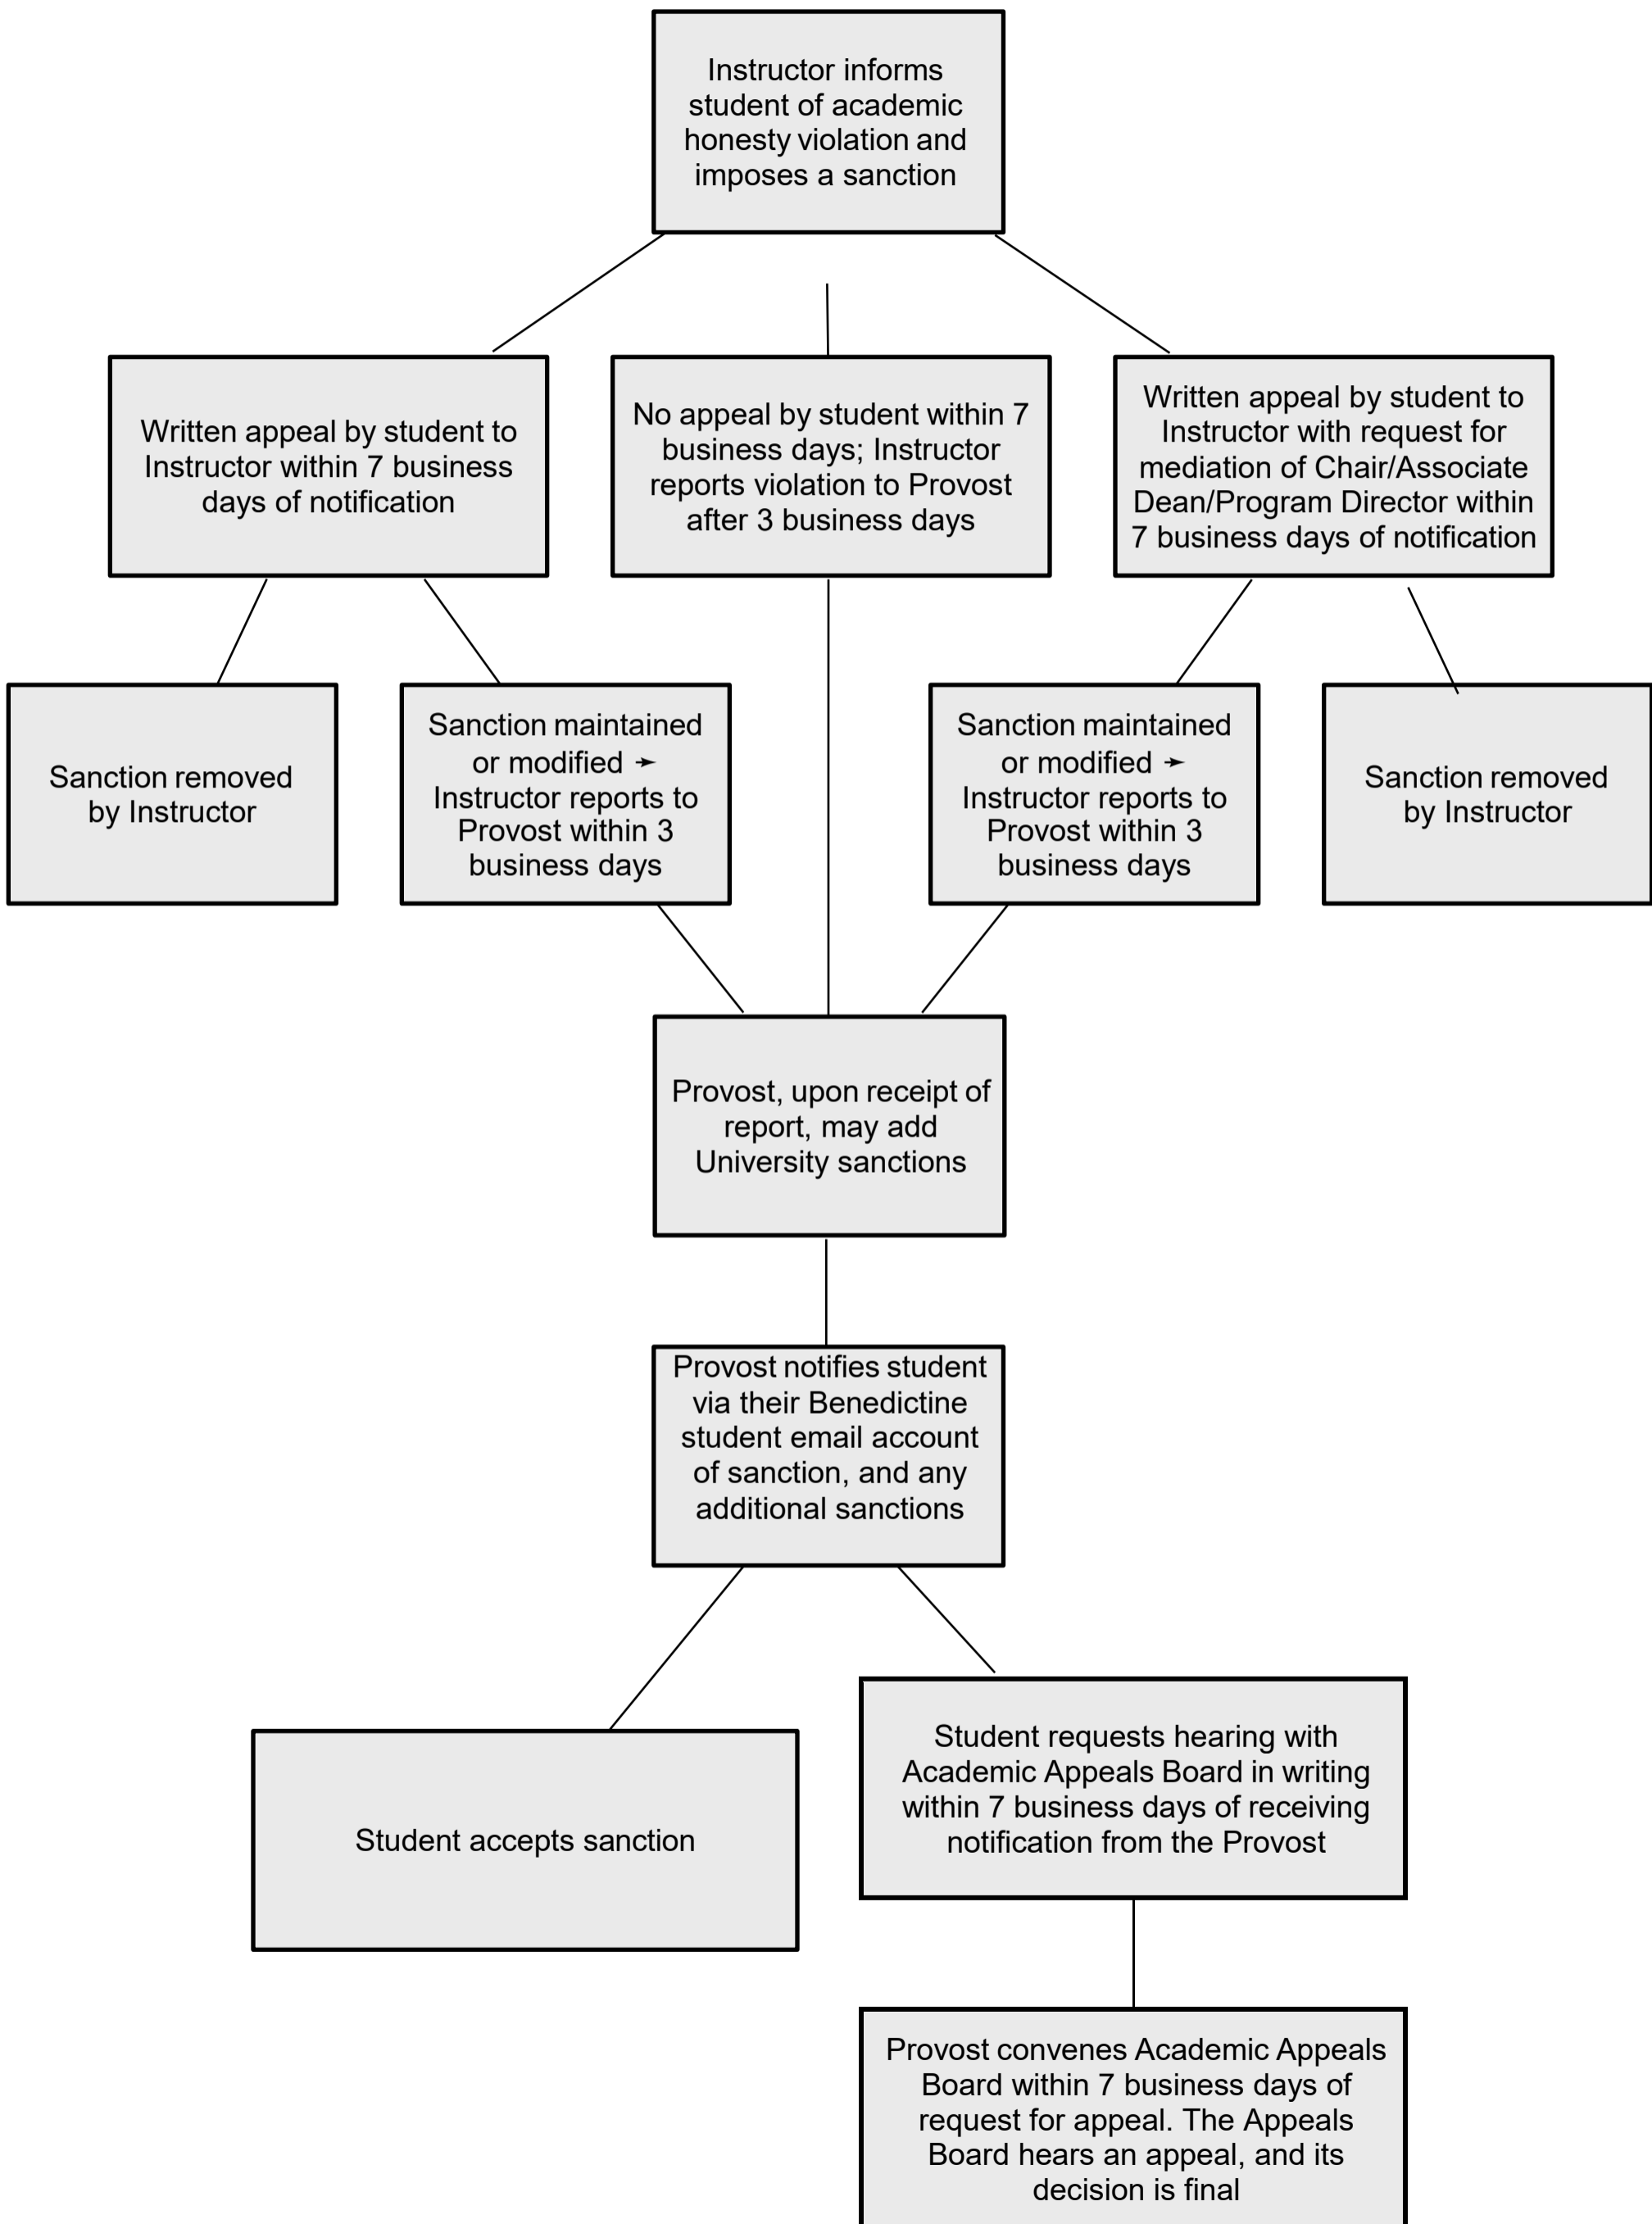 Instructor informs
student of academic
honesty violation and
imposes a sanction
Written appeal by student to
Instructor within 7 business
days of notification
No appeal by student within 7
business days; Instructor
reports violation to Provost
after 3 business days
Written appeal by student to
Instructor with request for
mediation of Chair/Associate
Dean/Program Director within
7 business days of notification
Sanction removed
by Instructor
Sanction maintained
or modified ➛
Instructor reports to
Provost within 3
business days
Sanction maintained
or modified ➛
Instructor reports to
Provost within 3
business days
Sanction removed
by Instructor
Provost, upon receipt of
report, may add
University sanctions
Provost notifies student
via their Benedictine
student email account
of sanction, and any
additional sanctions
Student accepts sanction
Student requests hearing with
Academic Appeals Board in writing
within 7 business days of receiving
notification from the Provost
Provost convenes Academic Appeals
Board within 7 business days of
request for appeal. The Appeals
Board hears an appeal, and its
decision is final